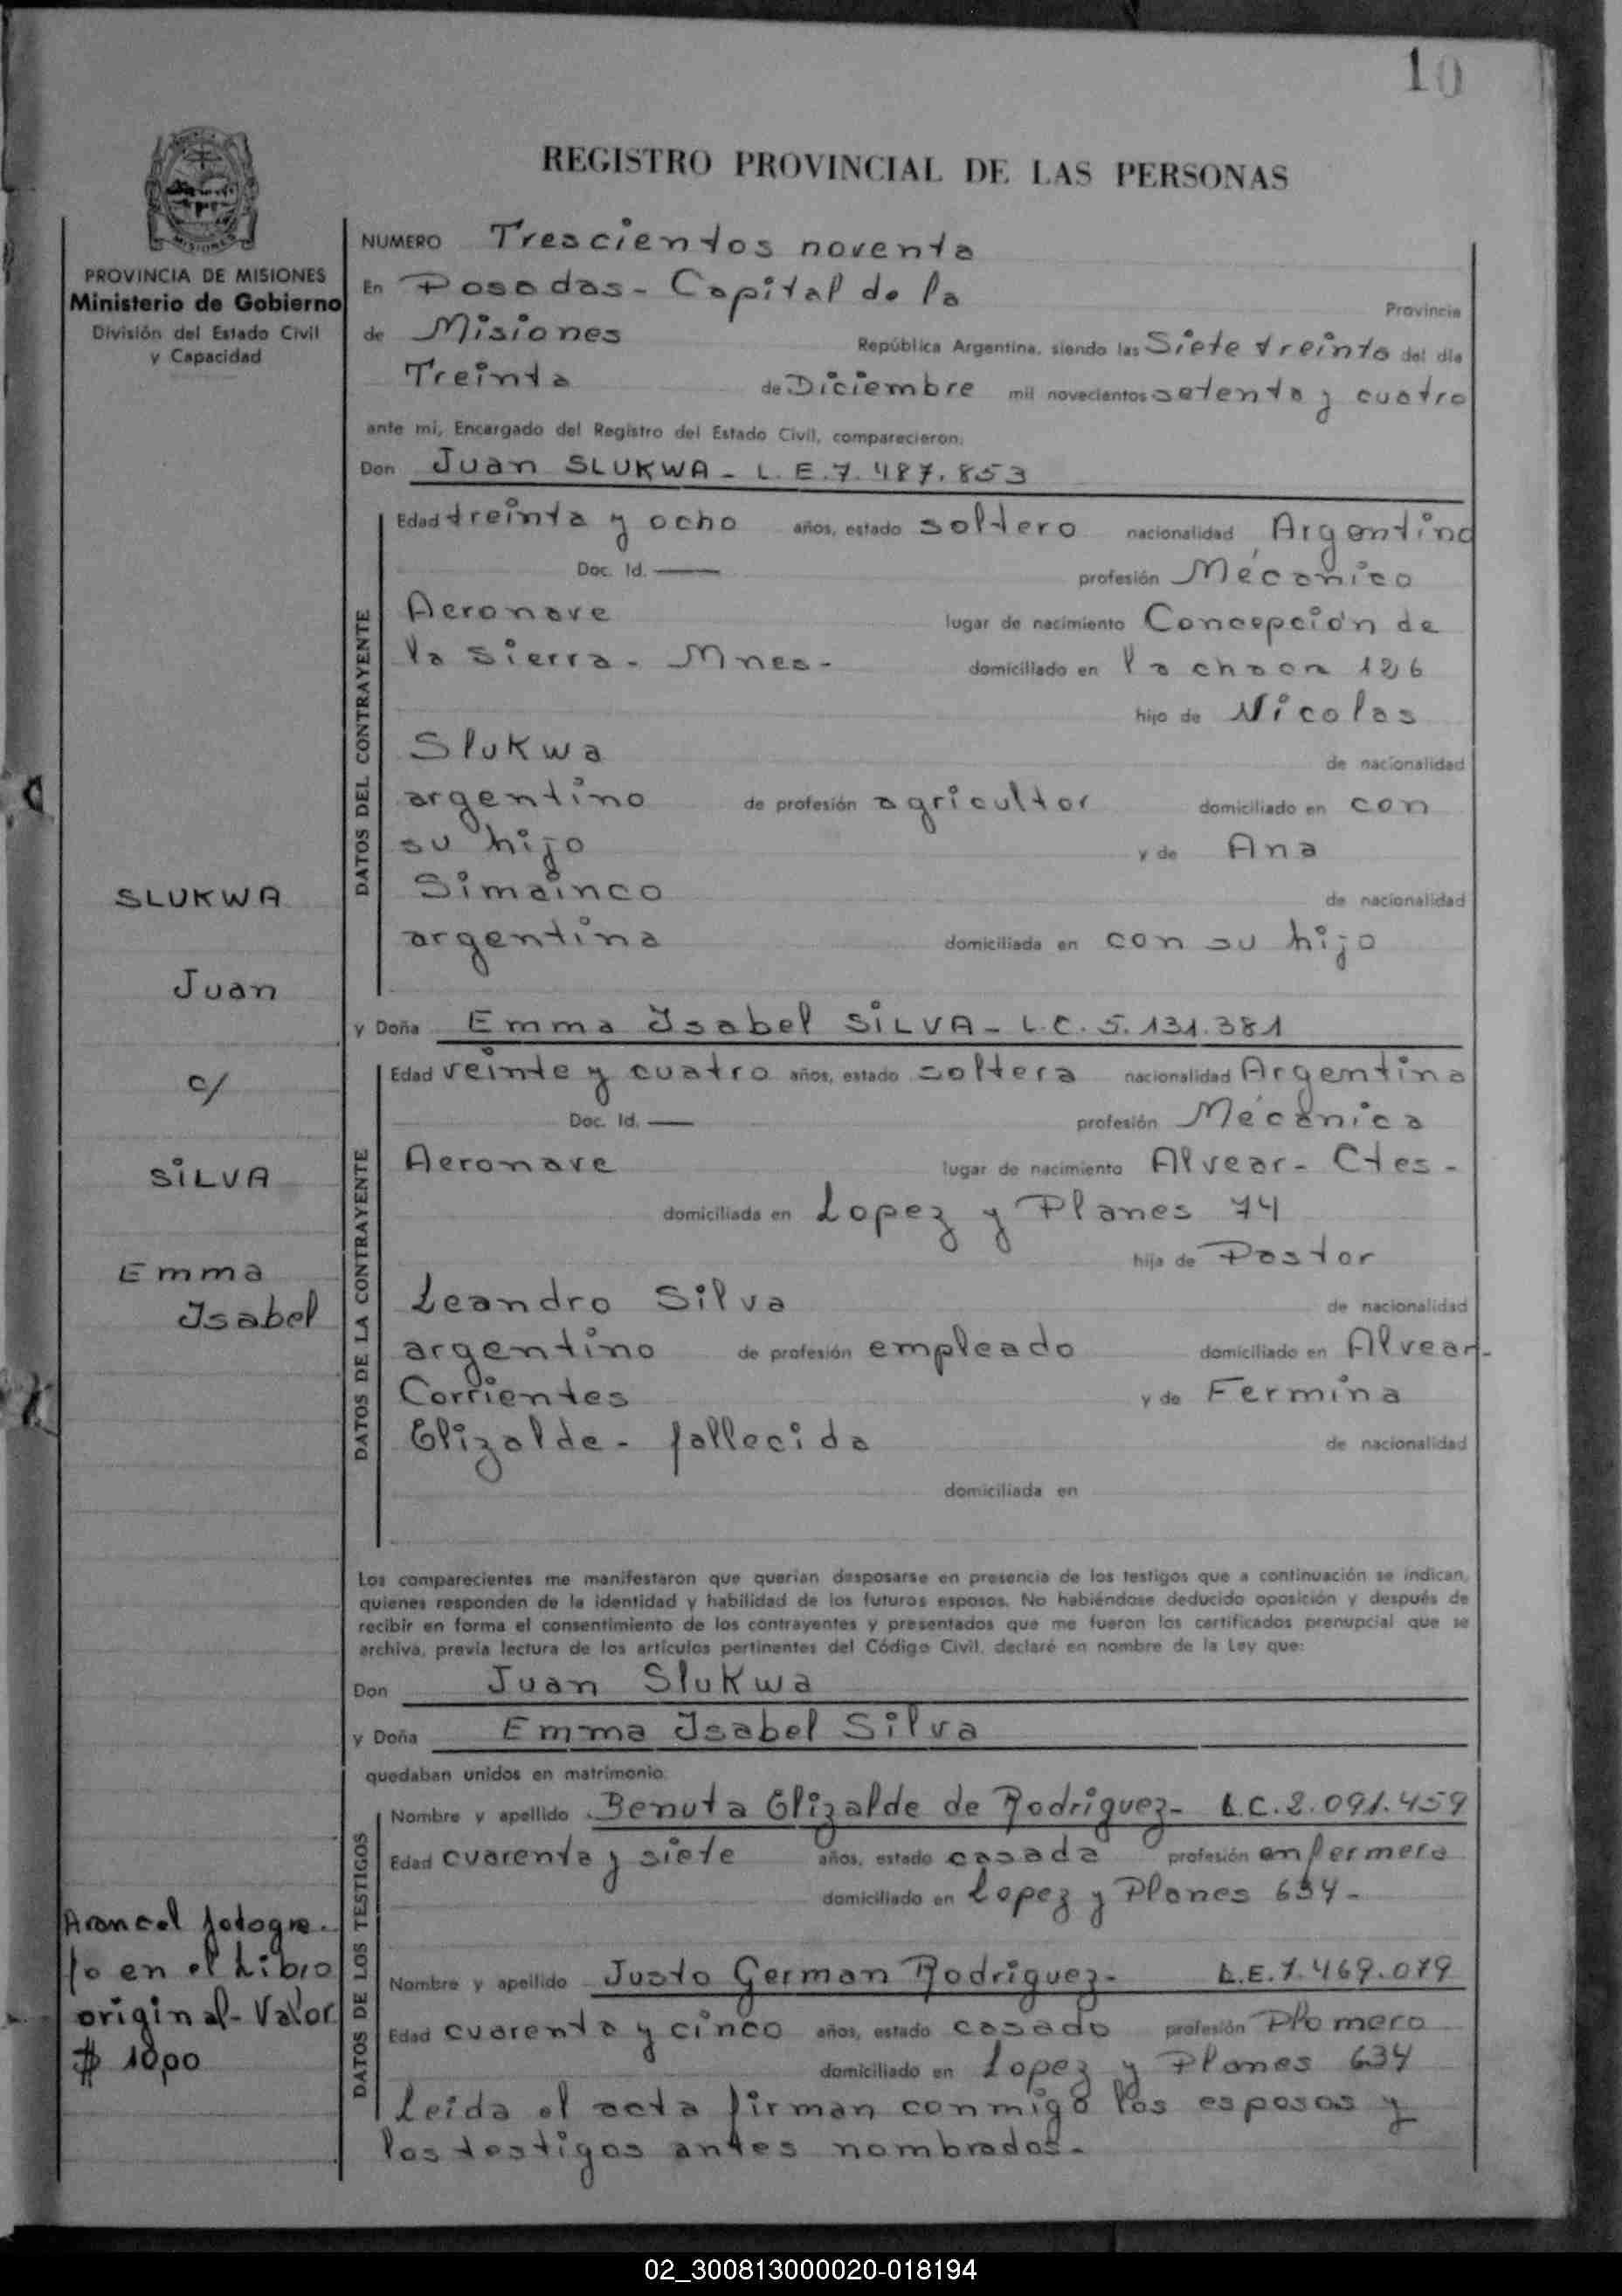 10
REGISTRO PROVINCIAL DE LAS PERSONAS
MISIONES
PROVINCIA DE MISIONES
Ministerio de Gobierno
División del Estado Civil
y Capacidad
NUMERO Trescientos noventa
En Posadas - Capital de la Provincia
de Misiones República Argentina, siendo las Siete treinta del día
Treinta de Diciembre mil novecientos setenta y cuatro
ante mi, Encargado del Registro del Estado Civil, comparecieron:
Don Juan SLUKWA - L. E. 7. 487. 853
DATOS DEL CONTRAYENTE
Edad treinta y ocho años, estado soltero nacionalidad Argentino
Doc. Id. — profesión Mécanico
Aeronave lugar de nacimiento Concepción de
la Sierra - Mnes - domiciliado en la chacra 126
hijo de Nicolas
Slukwa de nacionalidad
argentino de profesión agricultor domiciliado en con
su hijo y de Ana
Simainco de nacionalidad
argentina domiciliada en con su hijo
SLUKWA
Juan
c/
SILVA
Emma
Isabel
y Doña Emma Isabel SILVA - L. C. 5. 131. 381
DATOS DE LA CONTRAYENTE
Edad veinte y cuatro años, estado soltera nacionalidad Argentina
Doc. Id. — profesión Mécanica
Aeronave lugar de nacimiento Alvear - Ctes -
domiciliada en Lopez y Planes 74
hija de Pastor
Leandro Silva de nacionalidad
argentino de profesión empleado domiciliado en Alvear -
Corrientes y de Fermina
Elizalde - fallecida de nacionalidad
domiciliada en
Los comparecientes me manifestaron que querían desposarse en presencia de los testigos que a continuación se indican,
quienes responden de la identidad y habilidad de los futuros esposos. No habiéndose deducido oposición y después de
recibir en forma el consentimiento de los contrayentes y presentados que me fueron los certificados prenupcial que se
archiva, previa lectura de los artículos pertinentes del Código Civil, declaré en nombre de la Ley que:
Don Juan Slukwa
y Doña Emma Isabel Silva
quedaban unidos en matrimonio.
DATOS DE LOS TESTIGOS
Nombre y apellido Benuta Elizalde de Rodriguez - L.C. 2. 091. 459
Edad cuarenta y siete años, estado casada profesión enfermera
domiciliado en Lopez y Planes 634 -
Nombre y apellido Justo German Rodriguez - L.E. 7. 469. 079
Edad cuarenta y cinco años, estado casado profesión Plomero
domiciliado en Lopez y Planes 634
Leida el acta firman conmigo los esposos y
los testigos antes nombrados -
Arancel fotogra -
fo en el Libro
original - Valor
$ 10,00
02_300813000020-018194